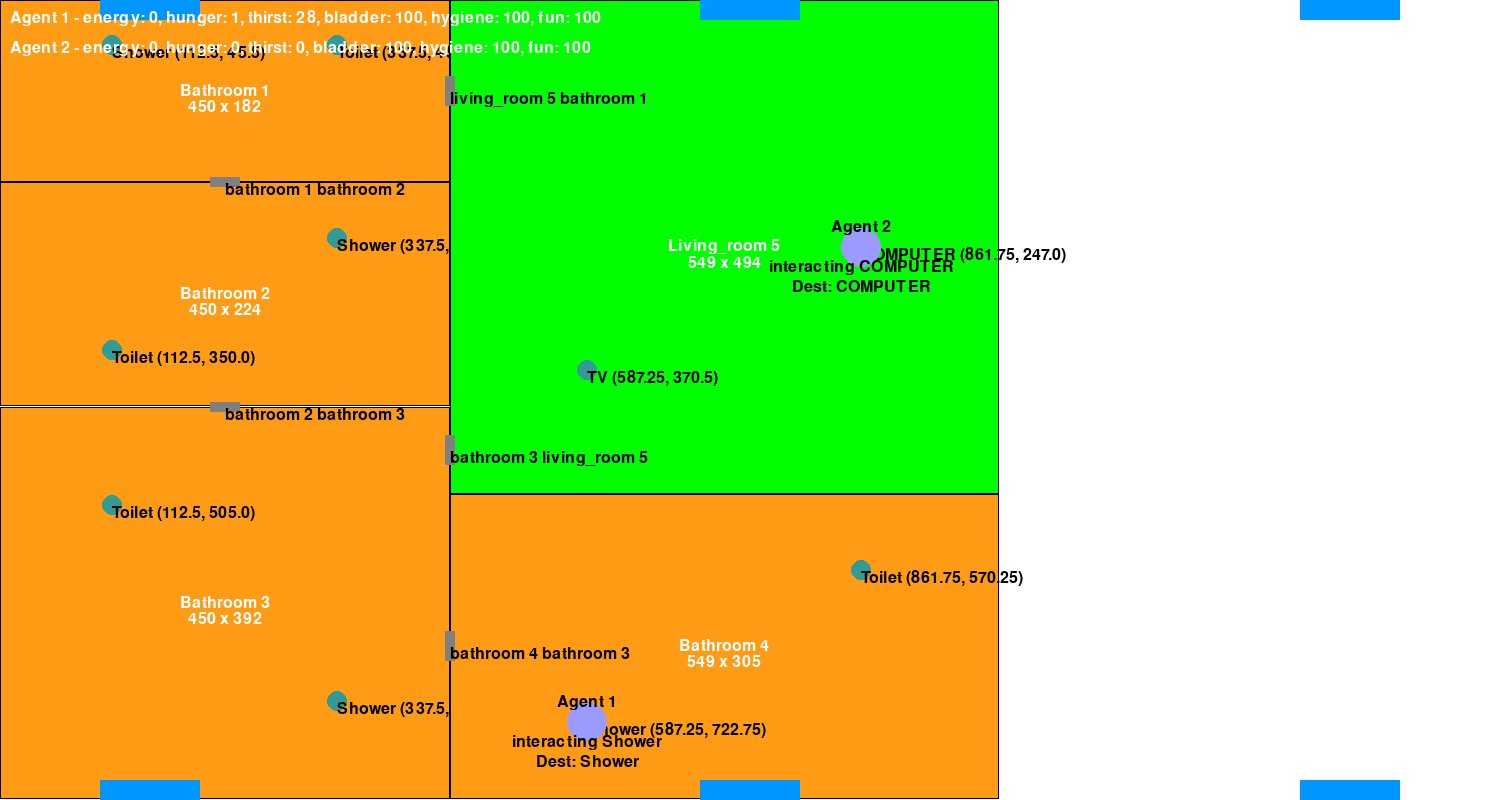 Agent 1 - energy: 0, hunger: 1, thirst: 28, bladder: 100, hygiene: 100, fun: 100
Agent 2 - energy: 0, hunger: 0, thirst: 0, bladder: 100, hygiene: 100, fun: 100
Shower (112.5, 45.5)
Toilet (337.5,
Bathroom 1
450 x 182
living_room 5 bathroom 1
bathroom 1 bathroom 2
Agent 2
Shower (337.5,
Living_room 5
549 x 494
COMPUTER (861.75, 247.0)
interacting COMPUTER
Dest: COMPUTER
Bathroom 2
450 x 224
Toilet (112.5, 350.0)
TV (587.25, 370.5)
bathroom 2 bathroom 3
bathroom 3 living_room 5
Toilet (112.5, 505.0)
Toilet (861.75, 570.25)
Bathroom 3
450 x 392
bathroom 4 bathroom 3
Bathroom 4
549 x 305
Shower (337.5,
Agent 1
Shower (587.25, 722.75)
interacting Shower
Dest: Shower